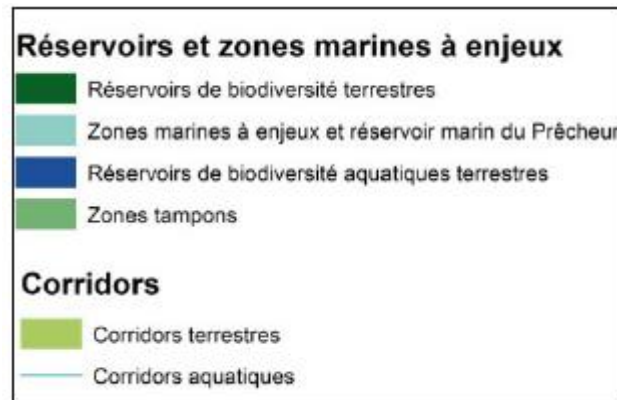 Réservoirs et zones marines à enjeux
Réservoirs de biodiversité terrestres
Zones marines à enjeux et réservoir marin du Prêcheur
Réservoirs de biodiversité aquatiques terrestres
Zones tampons
Corridors
Corridors terrestres
Corridors aquatiques